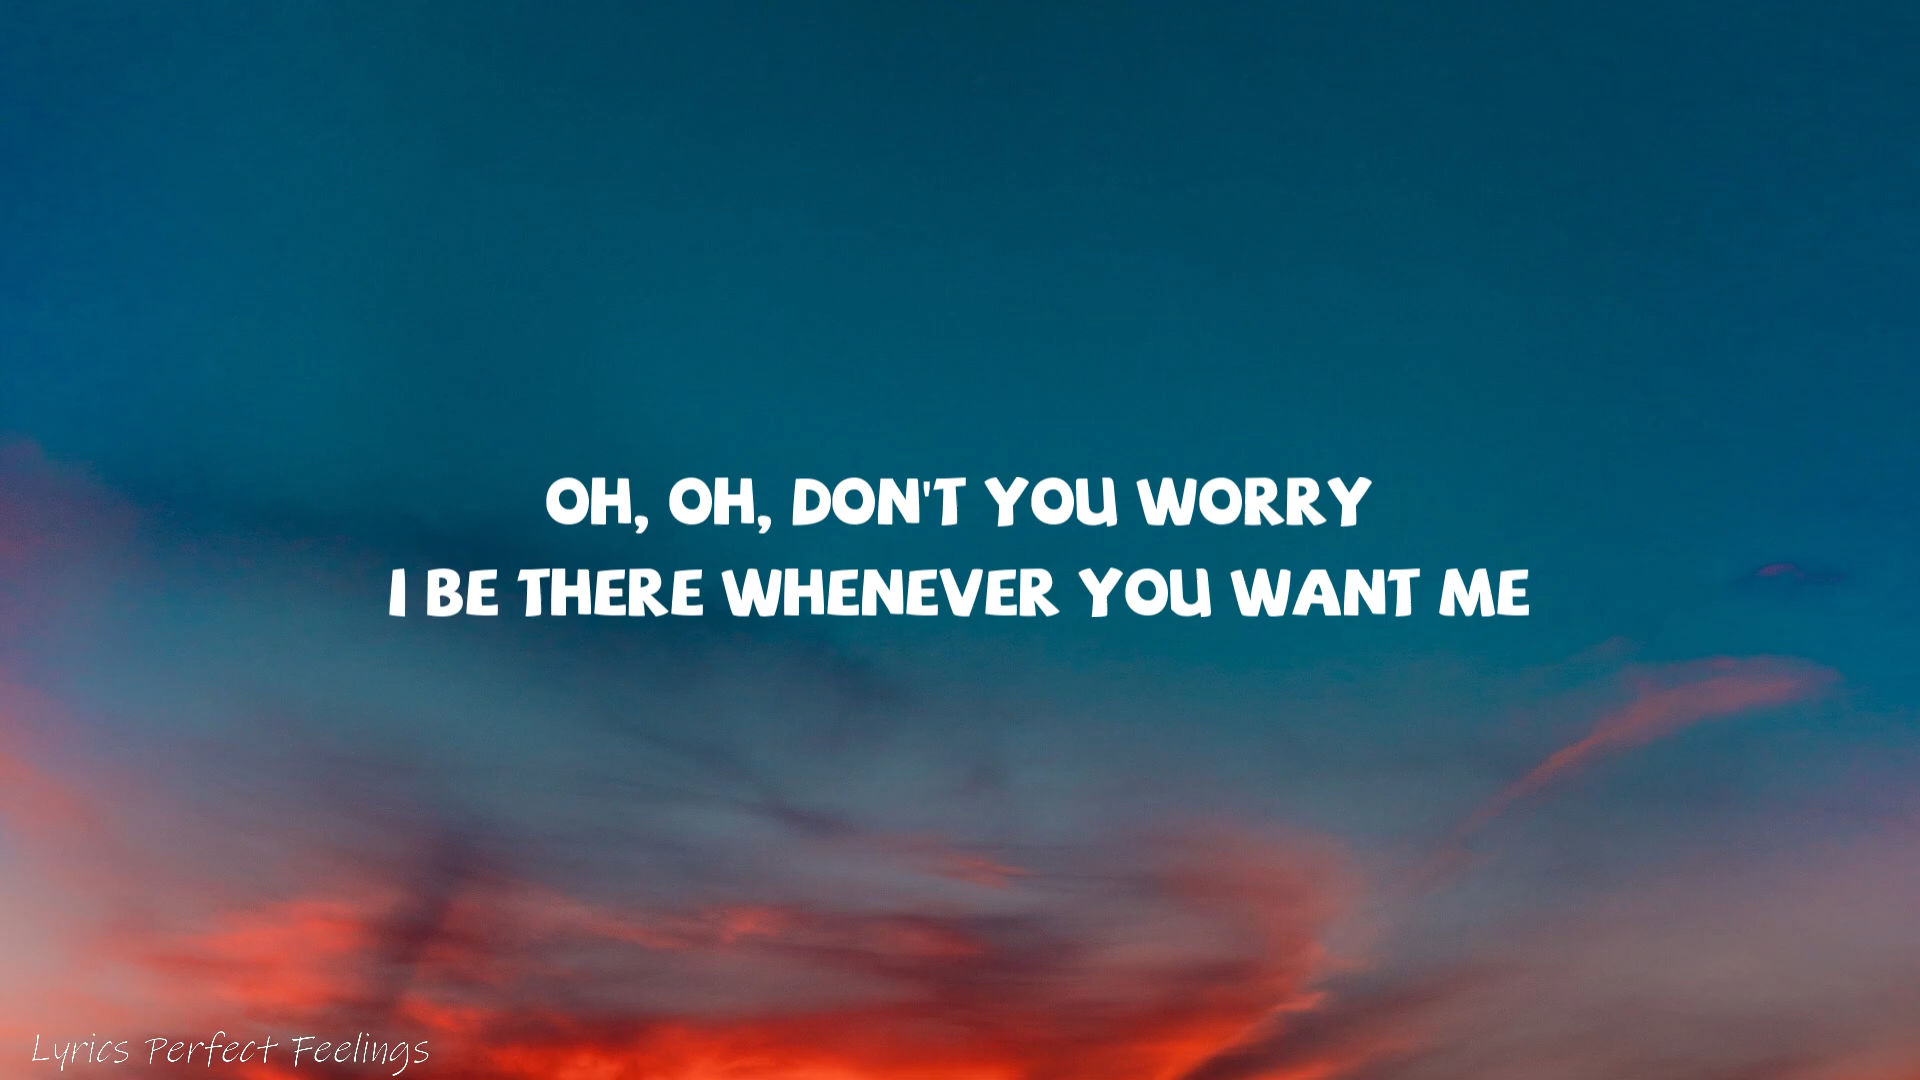 OH, OH, DON'T YOU WORRY
I BE THERE WHENEVER YOU WANT ME
Lyrics Perfect Feelings